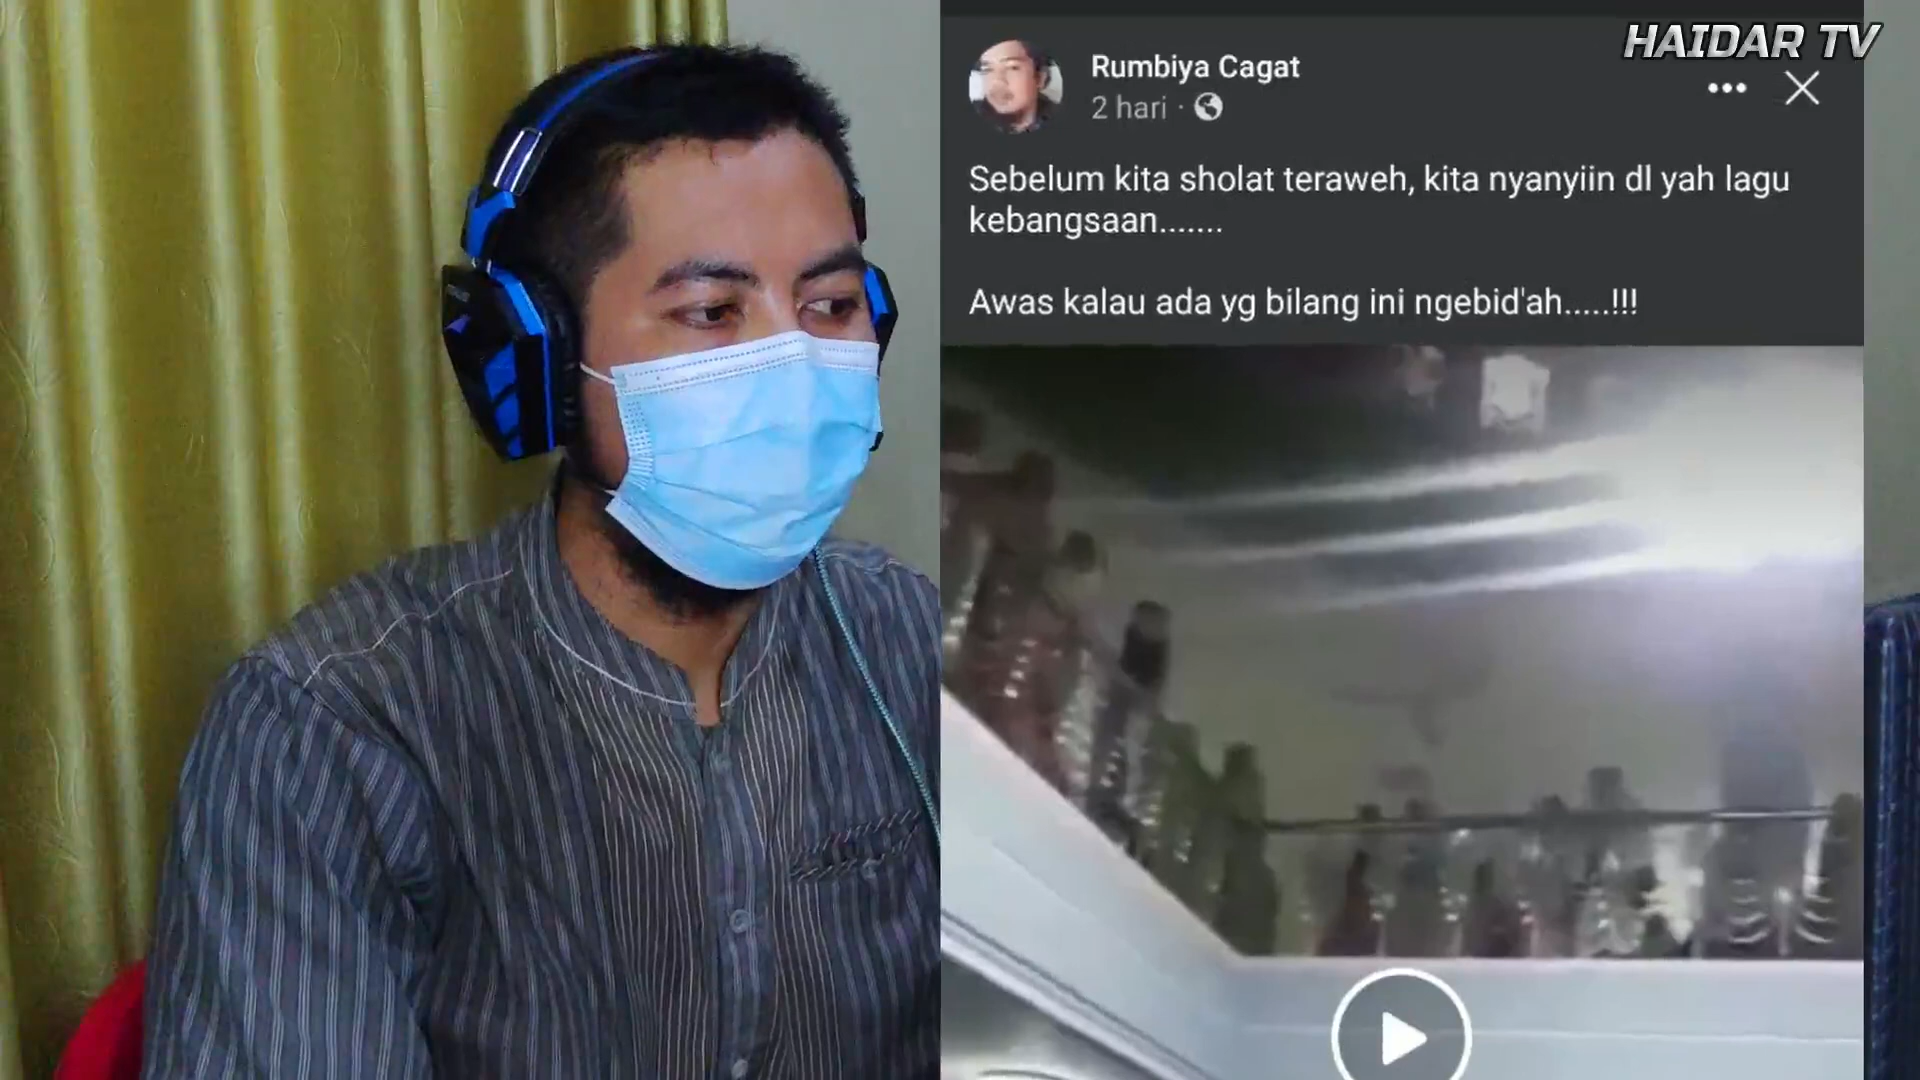 HAIDAR TV
Rumbiya Cagat
2 hari ·
Sebelum kita sholat teraweh, kita nyanyiin dl yah lagu
kebangsaan.......
Awas kalau ada yg bilang ini ngebid'ah.....!!!